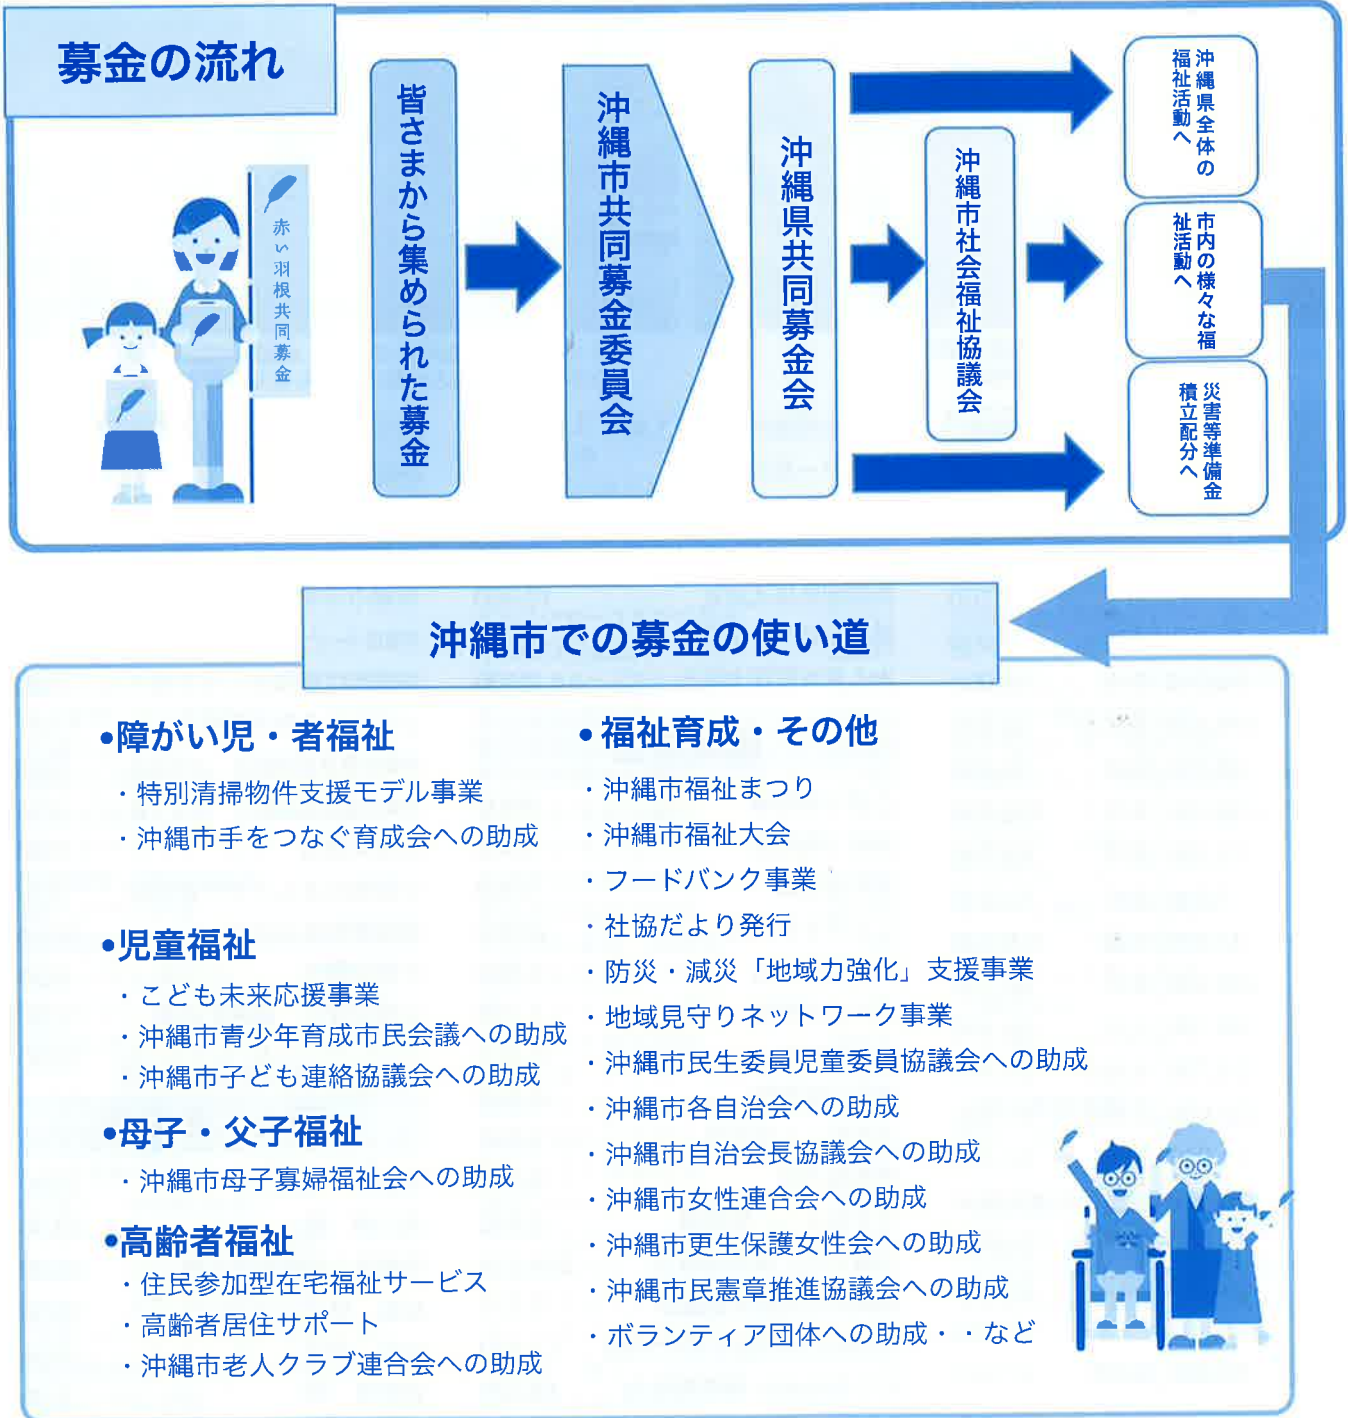 募金の流れ
赤い羽根共同募金
皆さまから集められた募金
沖縄市共同募金委員会
沖縄県共同募金会
沖縄市社会福祉協議会
沖縄県全体の
福祉活動へ
市内の様々な福
祉活動へ
災害等準備金
積立配分へ
沖縄市での募金の使い道
•障がい児・者福祉
・特別清掃物件支援モデル事業
・沖縄市手をつなぐ育成会への助成
•児童福祉
・こども未来応援事業
・沖縄市青少年育成市民会議への助成
・沖縄市子ども連絡協議会への助成
•母子・父子福祉
・沖縄市母子寡婦福祉会への助成
•高齢者福祉
・住民参加型在宅福祉サービス
・高齢者居住サポート
・沖縄市老人クラブ連合会への助成
•福祉育成・その他
・沖縄市福祉まつり
・沖縄市福祉大会
・フードバンク事業
・社協だより発行
・防災・減災「地域力強化」支援事業
・地域見守りネットワーク事業
・沖縄市民生委員児童委員協議会への助成
・沖縄市各自治会への助成
・沖縄市自治会長協議会への助成
・沖縄市女性連合会への助成
・沖縄市更生保護女性会への助成
・沖縄市民憲章推進協議会への助成
・ボランティア団体への助成・・など